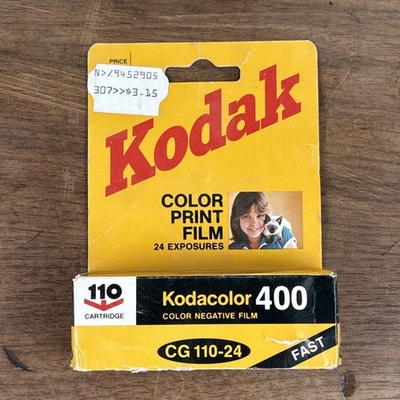 PRICE
N>/9452905
307>>$3.15
Kodak
COLOR
PRINT
FILM
24 EXPOSURES
110
CARTRIDGE
Kodacolor 400
COLOR NEGATIVE FILM
CG 110-24
FAST